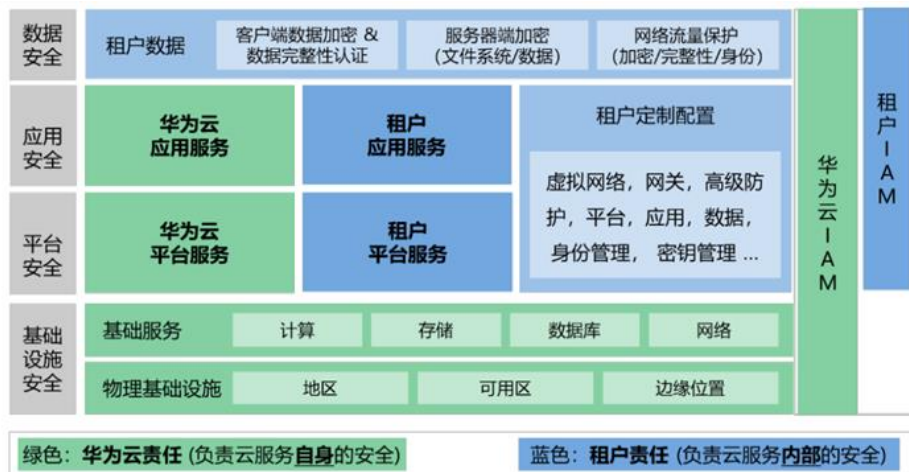 数据
安全
租户数据
客户端数据加密 &
数据完整性认证
服务器端加密
(文件系统/数据)
网络流量保护
(加密/完整性/身份)
应用
安全
华为云
应用服务
租户
应用服务
租户定制配置
虚拟网络，网关，高级防
护，平台，应用，数据，
身份管理， 密钥管理 ...
平台
安全
华为云
平台服务
租户
平台服务
基础
设施
安全
基础服务
计算
存储
数据库
网络
物理基础设施
地区
可用区
边缘位置
华为云IAM
租户IAM
绿色：华为云责任 (负责云服务自身的安全)
蓝色：租户责任 (负责云服务内部的安全)